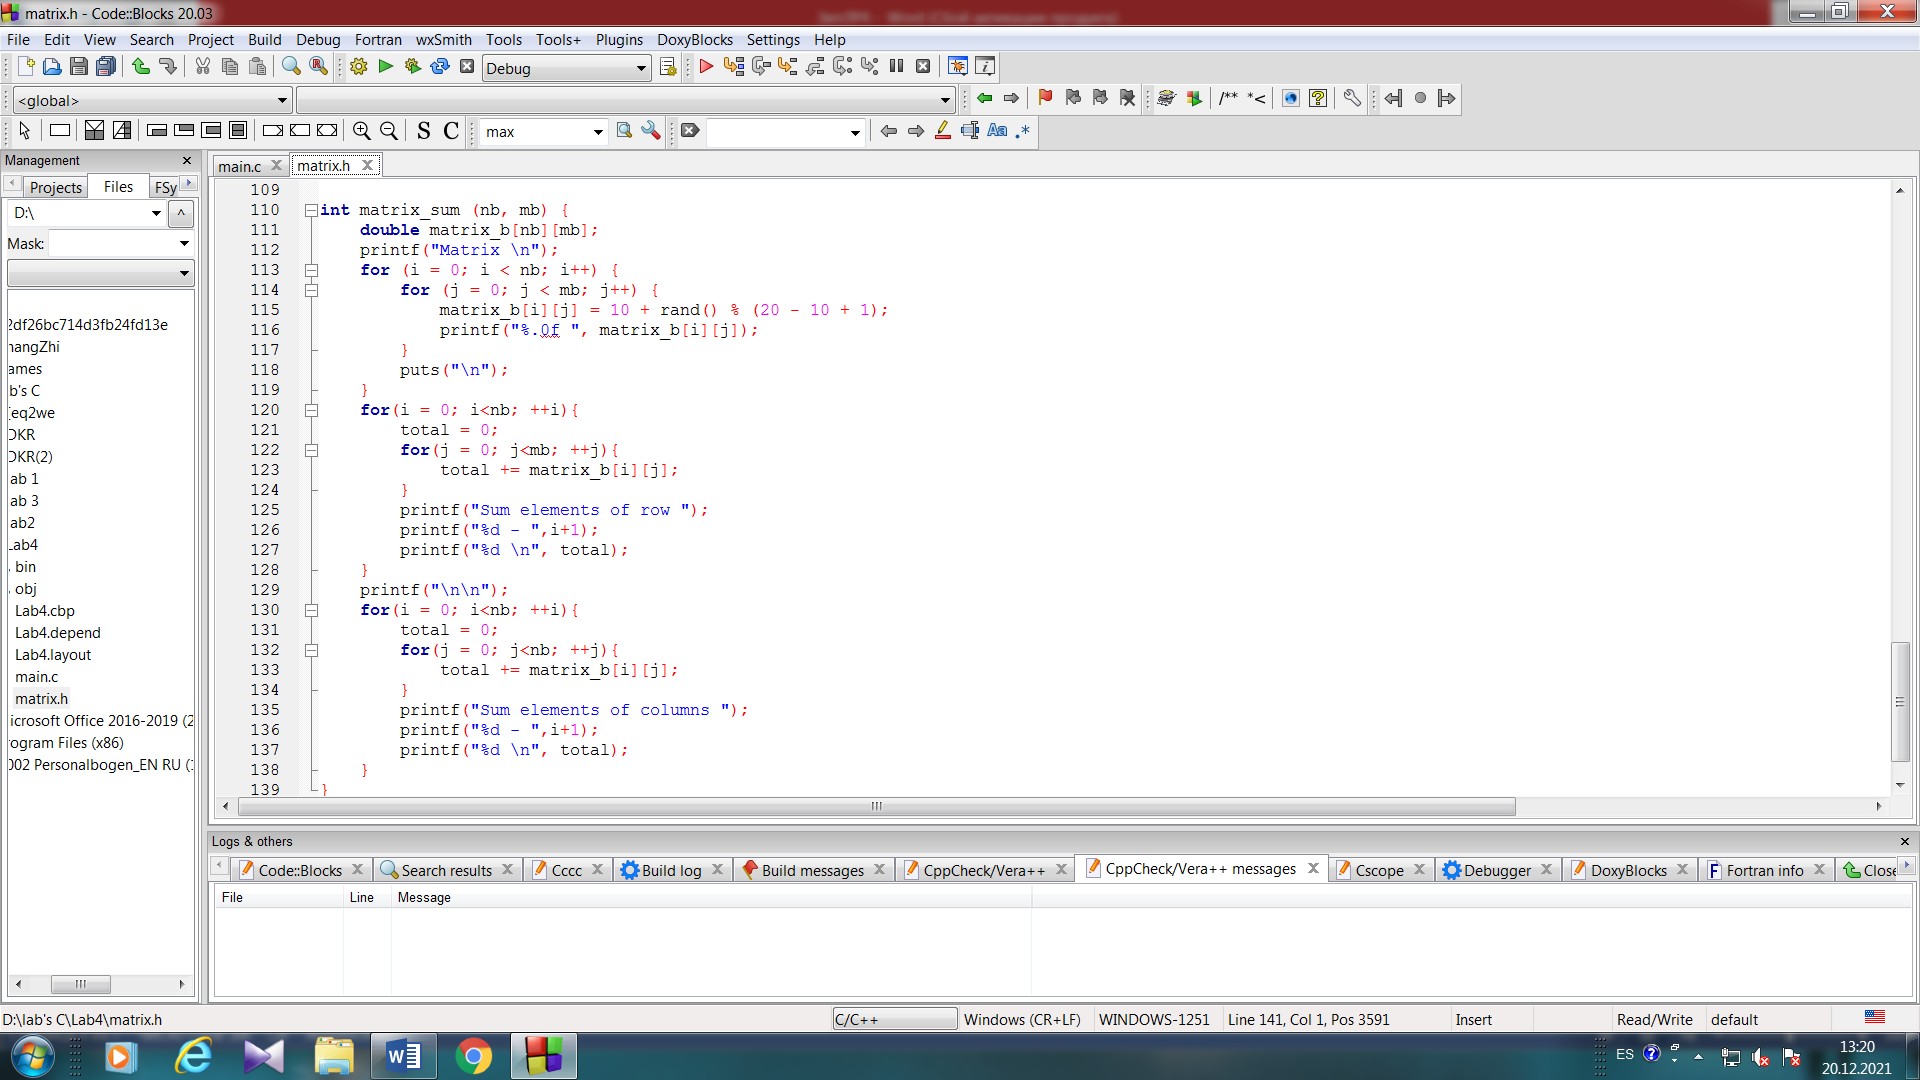 matrix.h - Code::Blocks 20.03
File Edit View Search Project Build Debug Fortran wxSmith Tools Tools+ Plugins DoxyBlocks Settings Help
Debug
<global>
/** *<
S C max Aa .*
Management
Projects Files FSy
D:\
^
Mask:
2df26bc714d3fb24fd13e
hangZhi
ames
b's C
eq2we
DKR
DKR(2)
ab 1
ab 3
ab2
Lab4
bin
obj
Lab4.cbp
Lab4.depend
Lab4.layout
main.c
matrix.h
icrosoft Office 2016-2019 (2
rogram Files (x86)
002 Personalbogen_EN RU (1
main.c matrix.h
109
110 int matrix_sum (nb, mb) {
111 double matrix_b[nb][mb];
112 printf("Matrix \n");
113 for (i = 0; i < nb; i++) {
114 for (j = 0; j < mb; j++) {
115 matrix_b[i][j] = 10 + rand() % (20 - 10 + 1);
116 printf("%.0f ", matrix_b[i][j]);
117 }
118 puts("\n");
119 }
120 for(i = 0; i<nb; ++i){
121 total = 0;
122 for(j = 0; j<mb; ++j){
123 total += matrix_b[i][j];
124 }
125 printf("Sum elements of row ");
126 printf("%d - ",i+1);
127 printf("%d \n", total);
128 }
129 printf("\n\n");
130 for(i = 0; i<nb; ++i){
131 total = 0;
132 for(j = 0; j<nb; ++j){
133 total += matrix_b[i][j];
134 }
135 printf("Sum elements of columns ");
136 printf("%d - ",i+1);
137 printf("%d \n", total);
138 }
139 }
Logs & others
Code::Blocks Search results Cccc Build log Build messages CppCheck/Vera++ CppCheck/Vera++ messages Cscope Debugger DoxyBlocks Fortran info Close
File Line Message
D:\lab's C\Lab4\matrix.h C/C++ Windows (CR+LF) WINDOWS-1251 Line 141, Col 1, Pos 3591 Insert Read/Write default
ES
13:20
20.12.2021